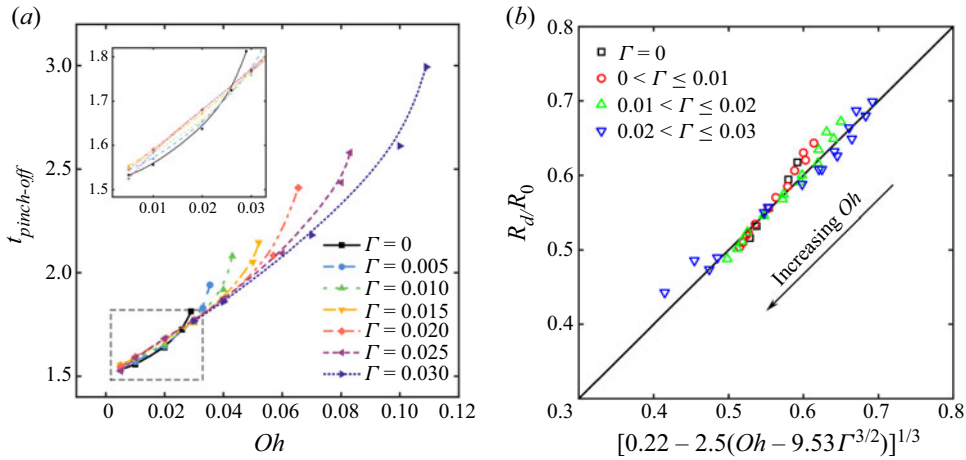 (a)
3.5
3.0
2.5
2.0
1.5
t_pinch-off
0
0.02
0.04
0.06
0.08
0.10
0.12
Oh
1.8
1.7
1.6
1.5
0.01
0.02
0.03
Γ = 0
Γ = 0.005
Γ = 0.010
Γ = 0.015
Γ = 0.020
Γ = 0.025
Γ = 0.030
(b)
0.8
0.7
0.6
0.5
0.4
0.3
R_d/R_0
Γ = 0
0 < Γ ≤ 0.01
0.01 < Γ ≤ 0.02
0.02 < Γ ≤ 0.03
Increasing Oh
0.3
0.4
0.5
0.6
0.7
0.8
[0.22 – 2.5(Oh – 9.53Γ^{3/2})]^{1/3}